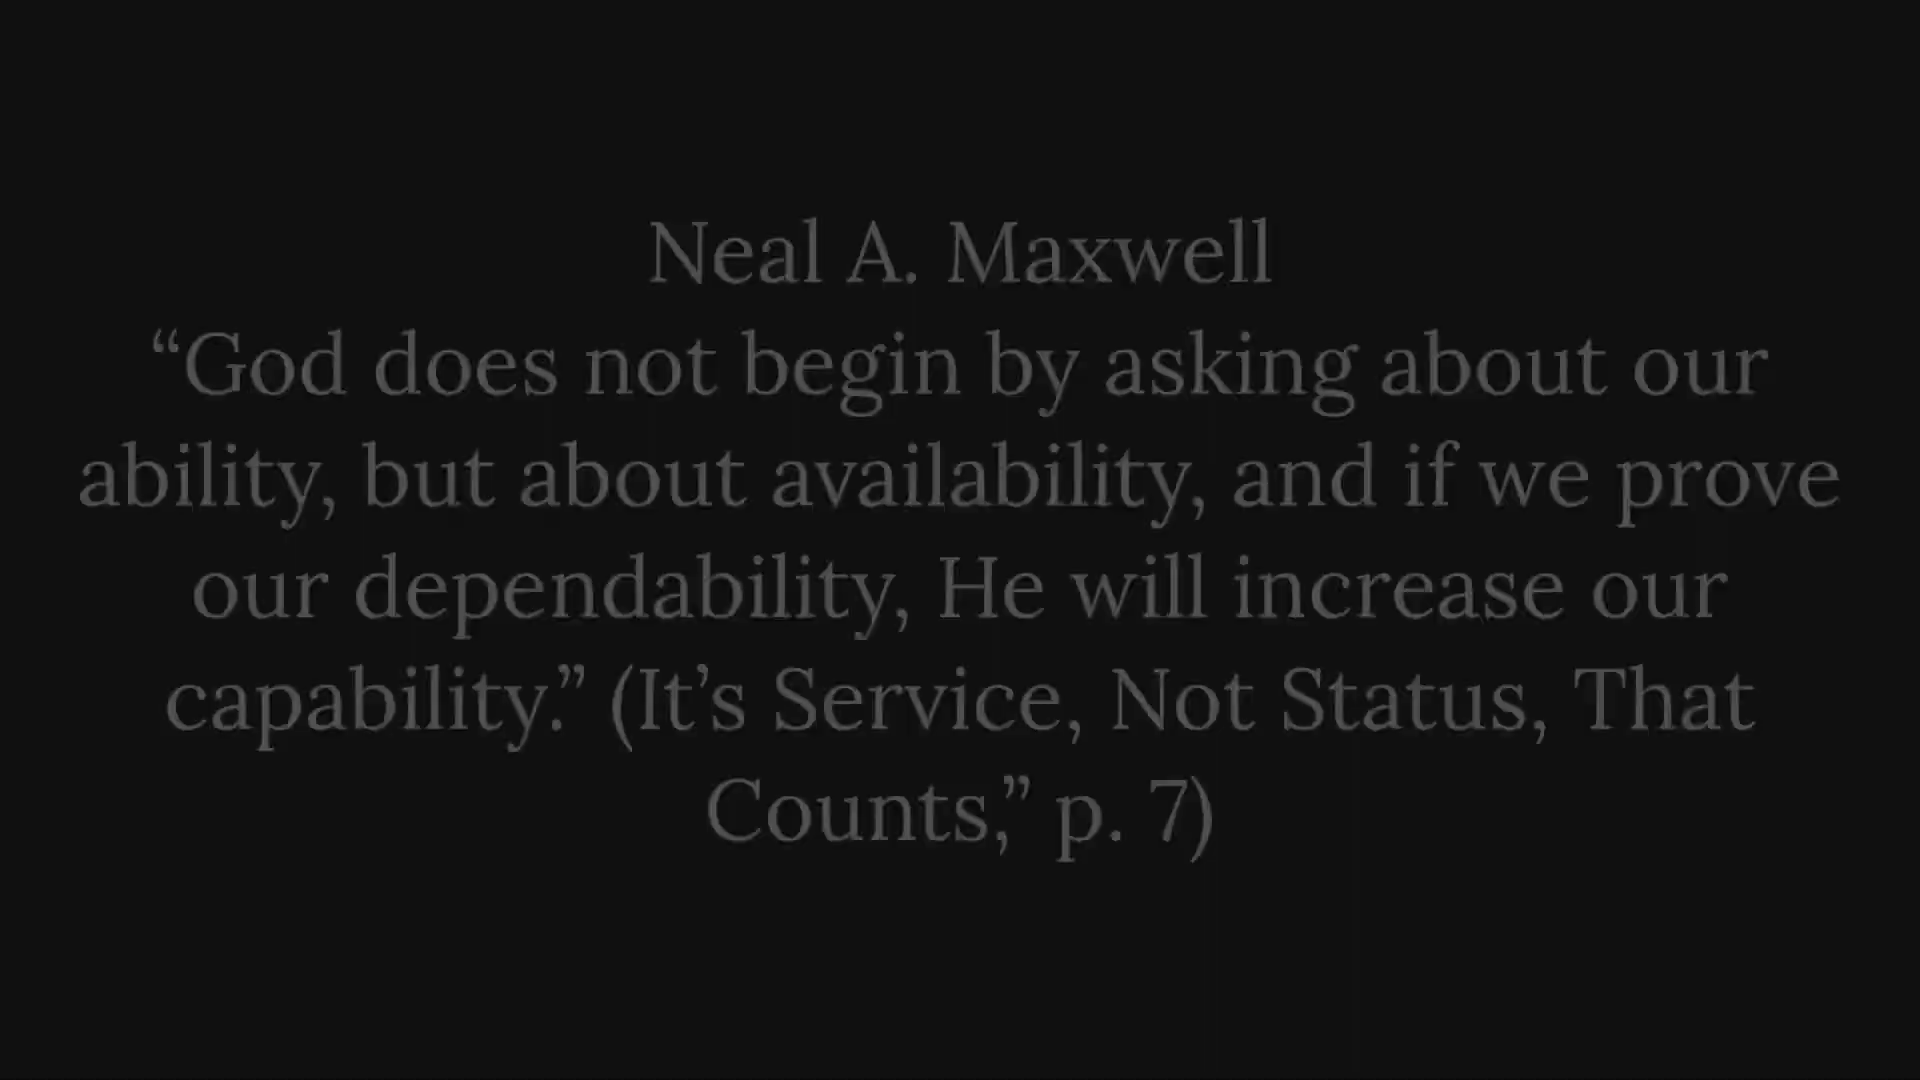 Neal A. Maxwell
“God does not begin by asking about our
ability, but about availability, and if we prove
our dependability, He will increase our
capability.” (It’s Service, Not Status, That
Counts,” p. 7)